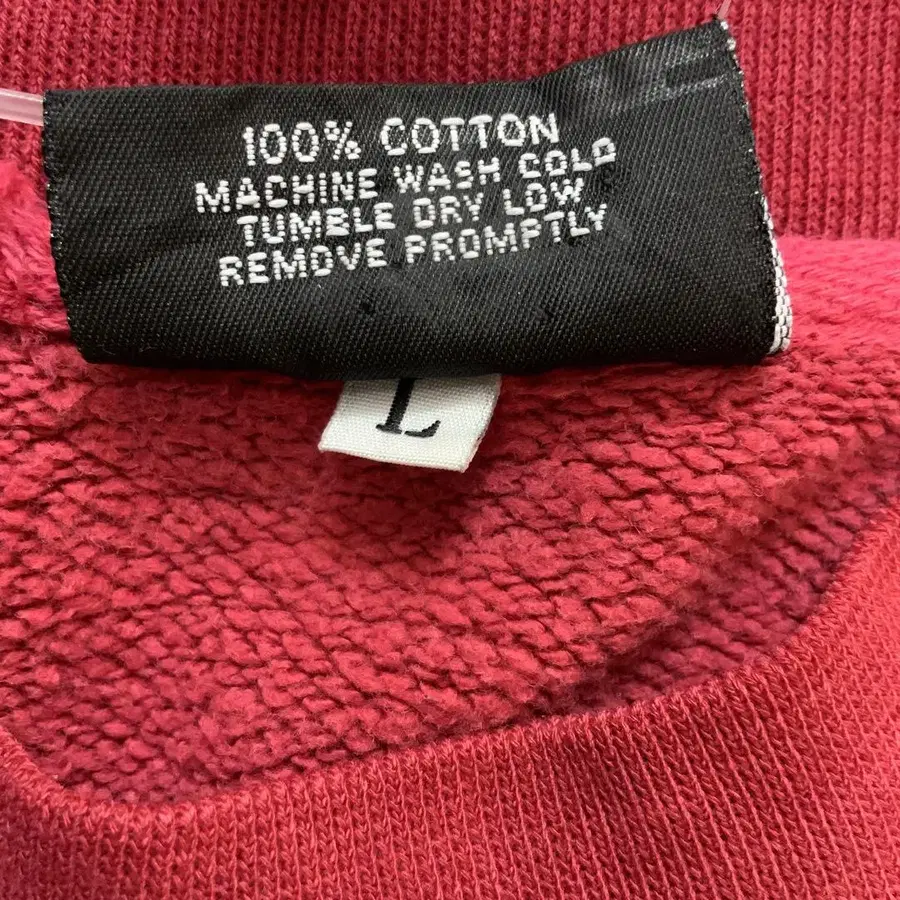 100% COTTON
MACHINE WASH COLD
TUMBLE DRY LOW
REMOVE PROMPTLY
L